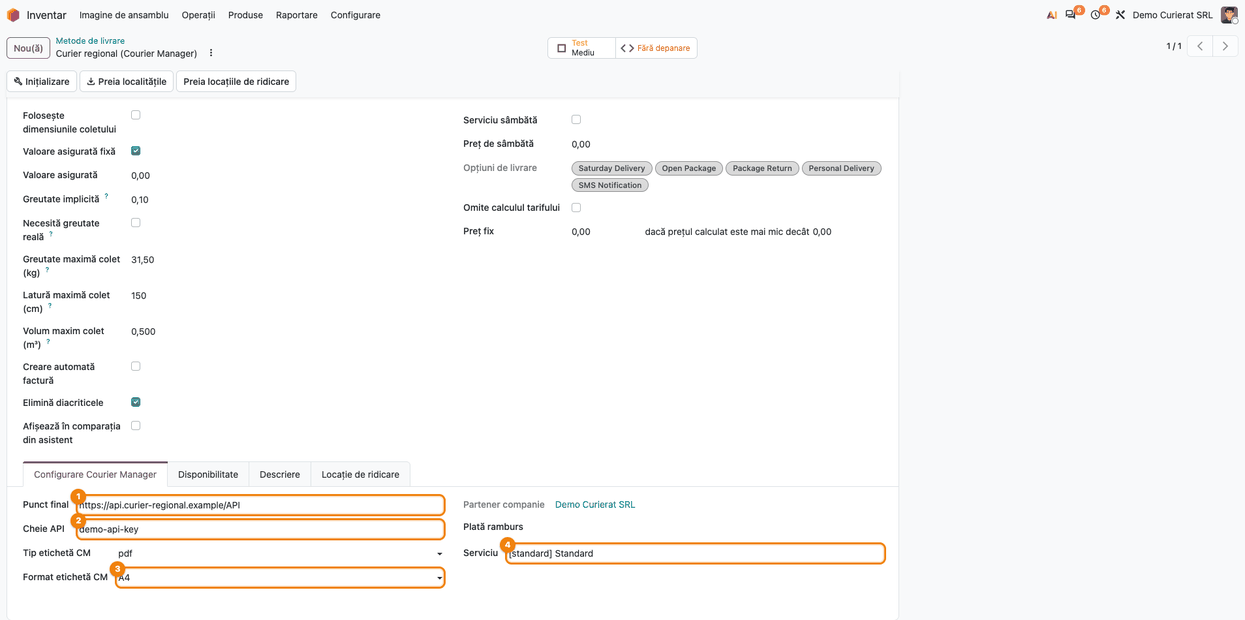 Inventar Imagine de ansamblu Operații Produse Raportare Configurare AI 6 6 Demo Curierat SRL
Nou(ă) Metode de livrare
Curier regional (Courier Manager)
Test
Mediu
Fără depanare
1 / 1
Inițializare Preia localitățile Preia locațiile de ridicare
Folosește
dimensiunile coletului
Valoare asigurată fixă
Valoare asigurată 0,00
Greutate implicită ? 0,10
Necesită greutate
reală ?
Greutate maximă colet
(kg) ?
31,50
Latură maximă colet
(cm) ?
150
Volum maxim colet
(m³) ?
0,500
Creare automată
factură
Elimină diacriticele
Afișează în comparația
din asistent
Serviciu sâmbătă
Preț de sâmbătă 0,00
Opțiuni de livrare Saturday Delivery Open Package Package Return Personal Delivery
SMS Notification
Omite calculul tarifului
Preț fix 0,00 dacă prețul calculat este mai mic decât 0,00
Configurare Courier Manager Disponibilitate Descriere Locație de ridicare
Punct final 1 https://api.curier-regional.example/API
Cheie API 2 demo-api-key
Tip etichetă CM pdf
Format etichetă CM 3 A4
Partener companie Demo Curierat SRL
Plată ramburs
Serviciu 4 [standard] Standard